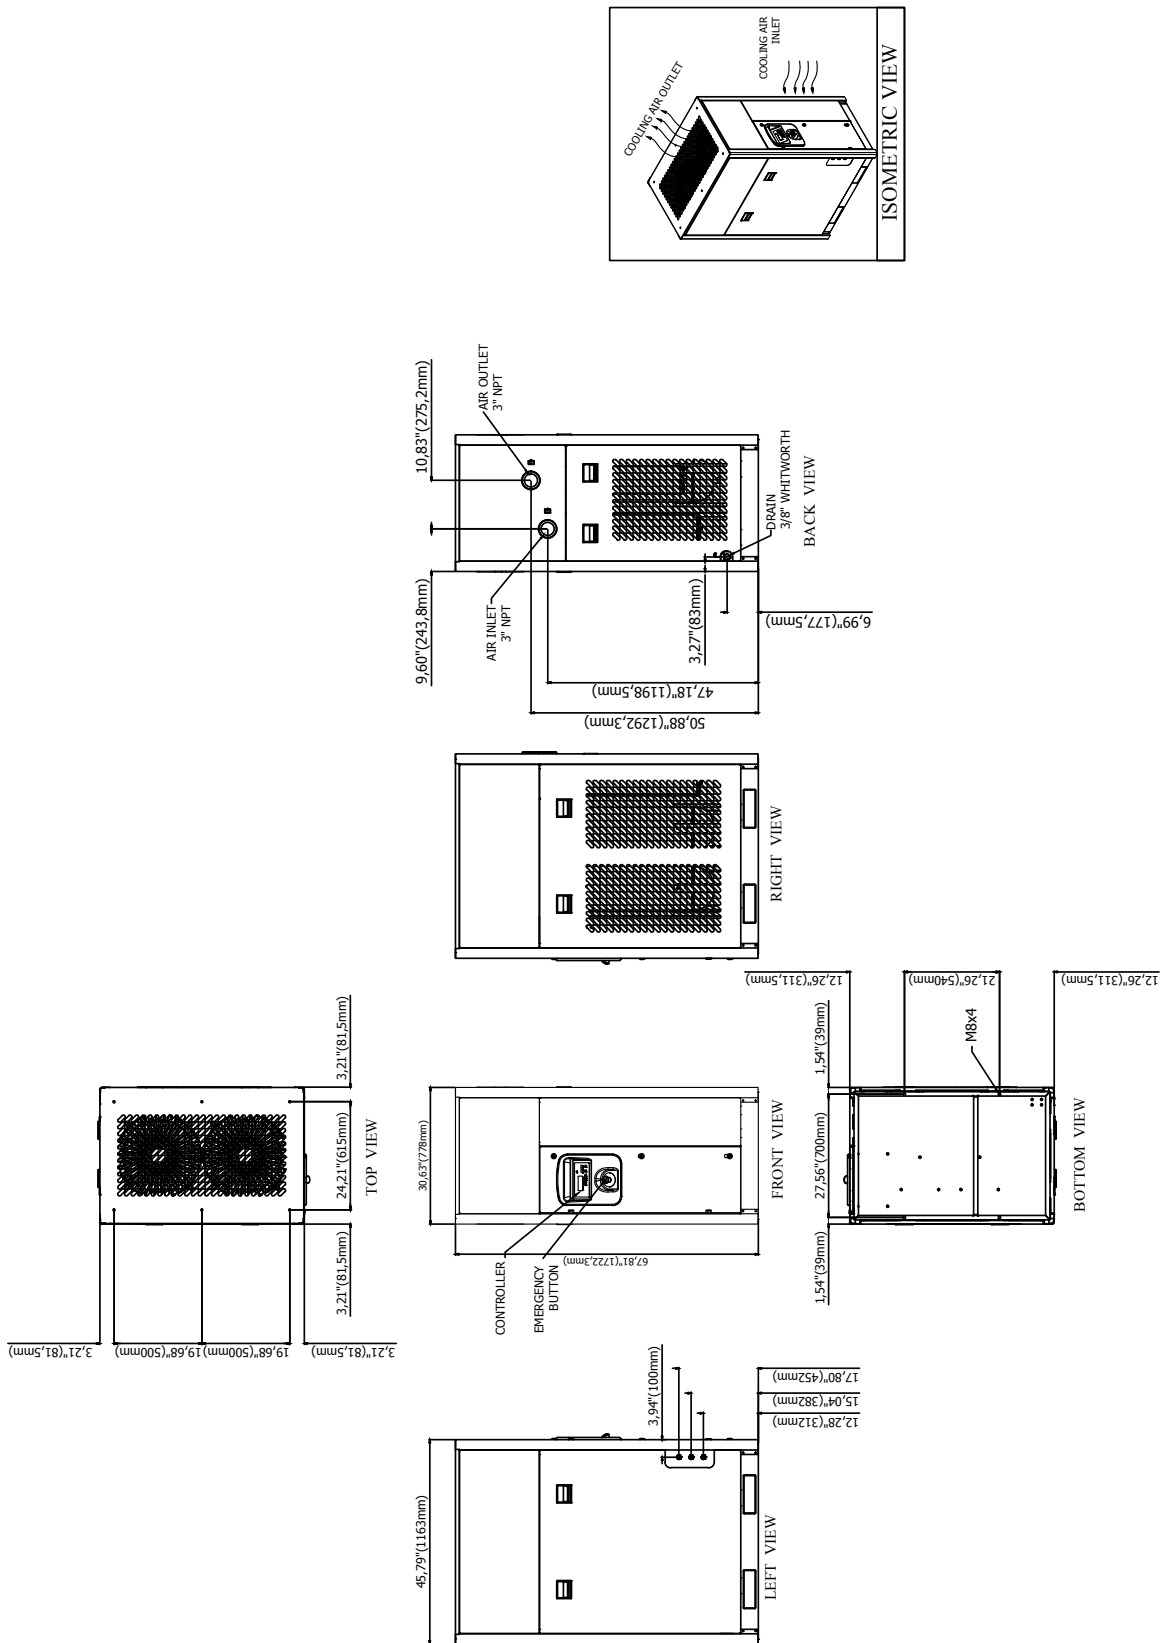 COOLING AIR OUTLET
COOLING AIR
INLET
ISOMETRIC VIEW
10,83"(275,2mm)
9,60"(243,8mm)
AIR OUTLET
3" NPT
AIR INLET
3" NPT
DRAIN
3/8" WHITWORTH
3,27"(83mm)
6,99"(177,5mm)
47,18"(1198,5mm)
50,88"(1292,3mm)
BACK VIEW
RIGHT VIEW
3,21"(81,5mm)
24,21"(615mm)
3,21"(81,5mm)
3,21"(81,5mm)
19,68"(500mm)
19,68"(500mm)
3,21"(81,5mm)
TOP VIEW
30,63"(778mm)
67,81"(1722,3mm)
CONTROLLER
EMERGENCY
BUTTON
FRONT VIEW
12,26"(311,5mm)
21,26"(540mm)
12,26"(311,5mm)
1,54"(39mm)
27,56"(700mm)
1,54"(39mm)
M8x4
BOTTOM VIEW
45,79"(1163mm)
3,94"(100mm)
17,80"(452mm)
15,04"(382mm)
12,28"(312mm)
LEFT VIEW